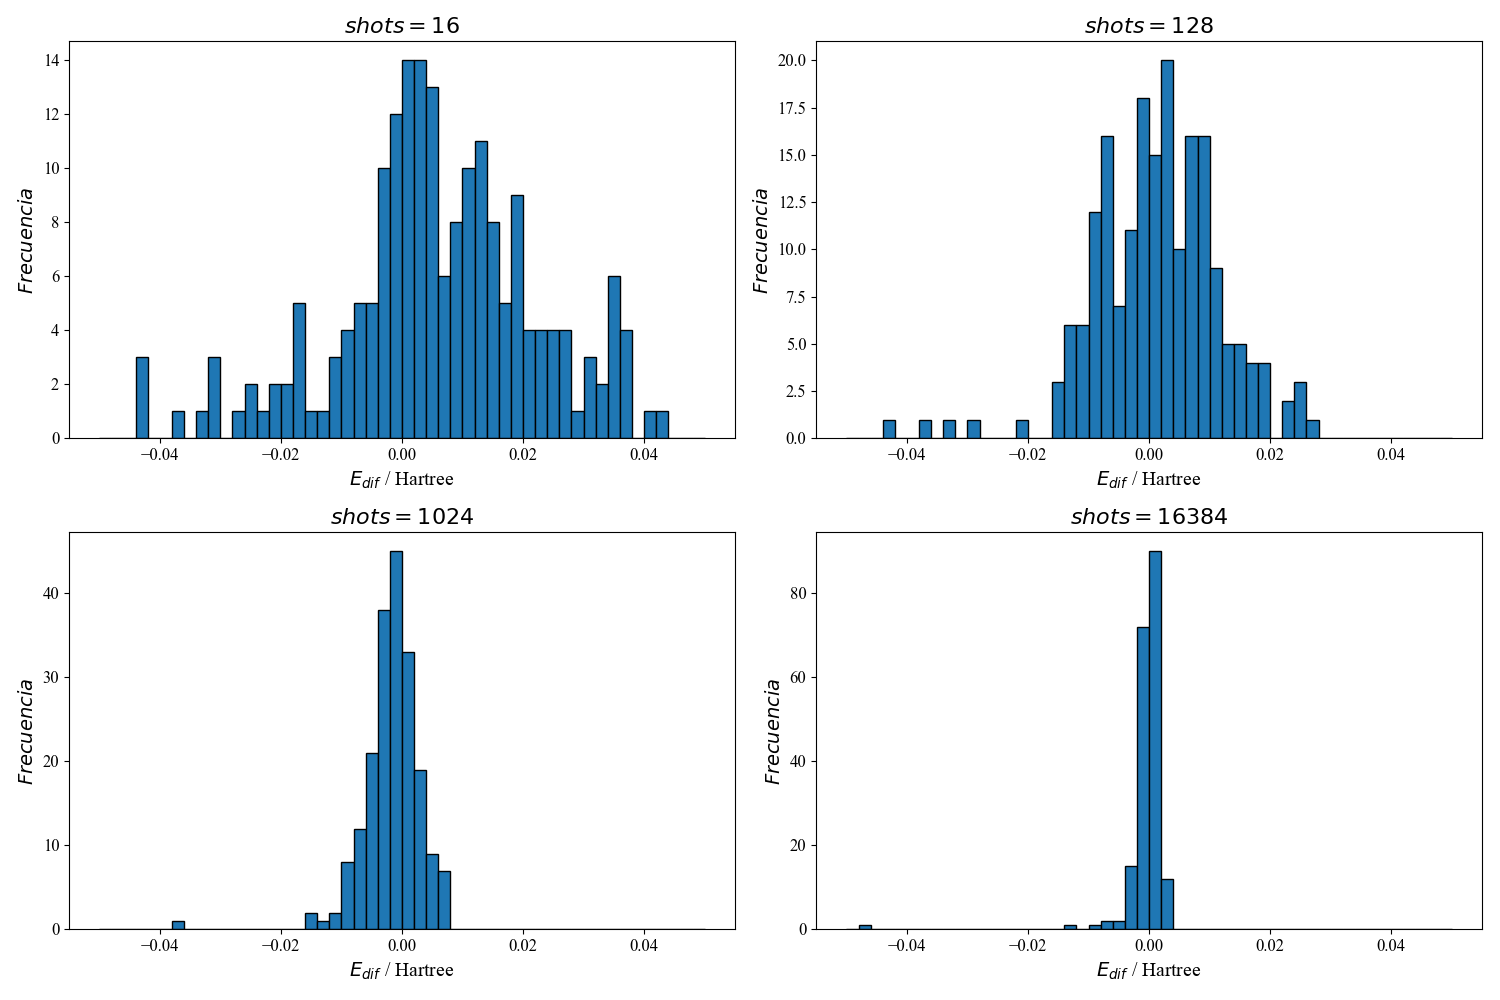 shots = 16
14
12
10
8
6
4
2
0
Frecuencia
−0.04 −0.02 0.00 0.02 0.04
E_dif / Hartree
shots = 128
20.0
17.5
15.0
12.5
10.0
7.5
5.0
2.5
0.0
Frecuencia
−0.04 −0.02 0.00 0.02 0.04
E_dif / Hartree
shots = 1024
40
30
20
10
0
Frecuencia
−0.04 −0.02 0.00 0.02 0.04
E_dif / Hartree
shots = 16384
80
60
40
20
0
Frecuencia
−0.04 −0.02 0.00 0.02 0.04
E_dif / Hartree